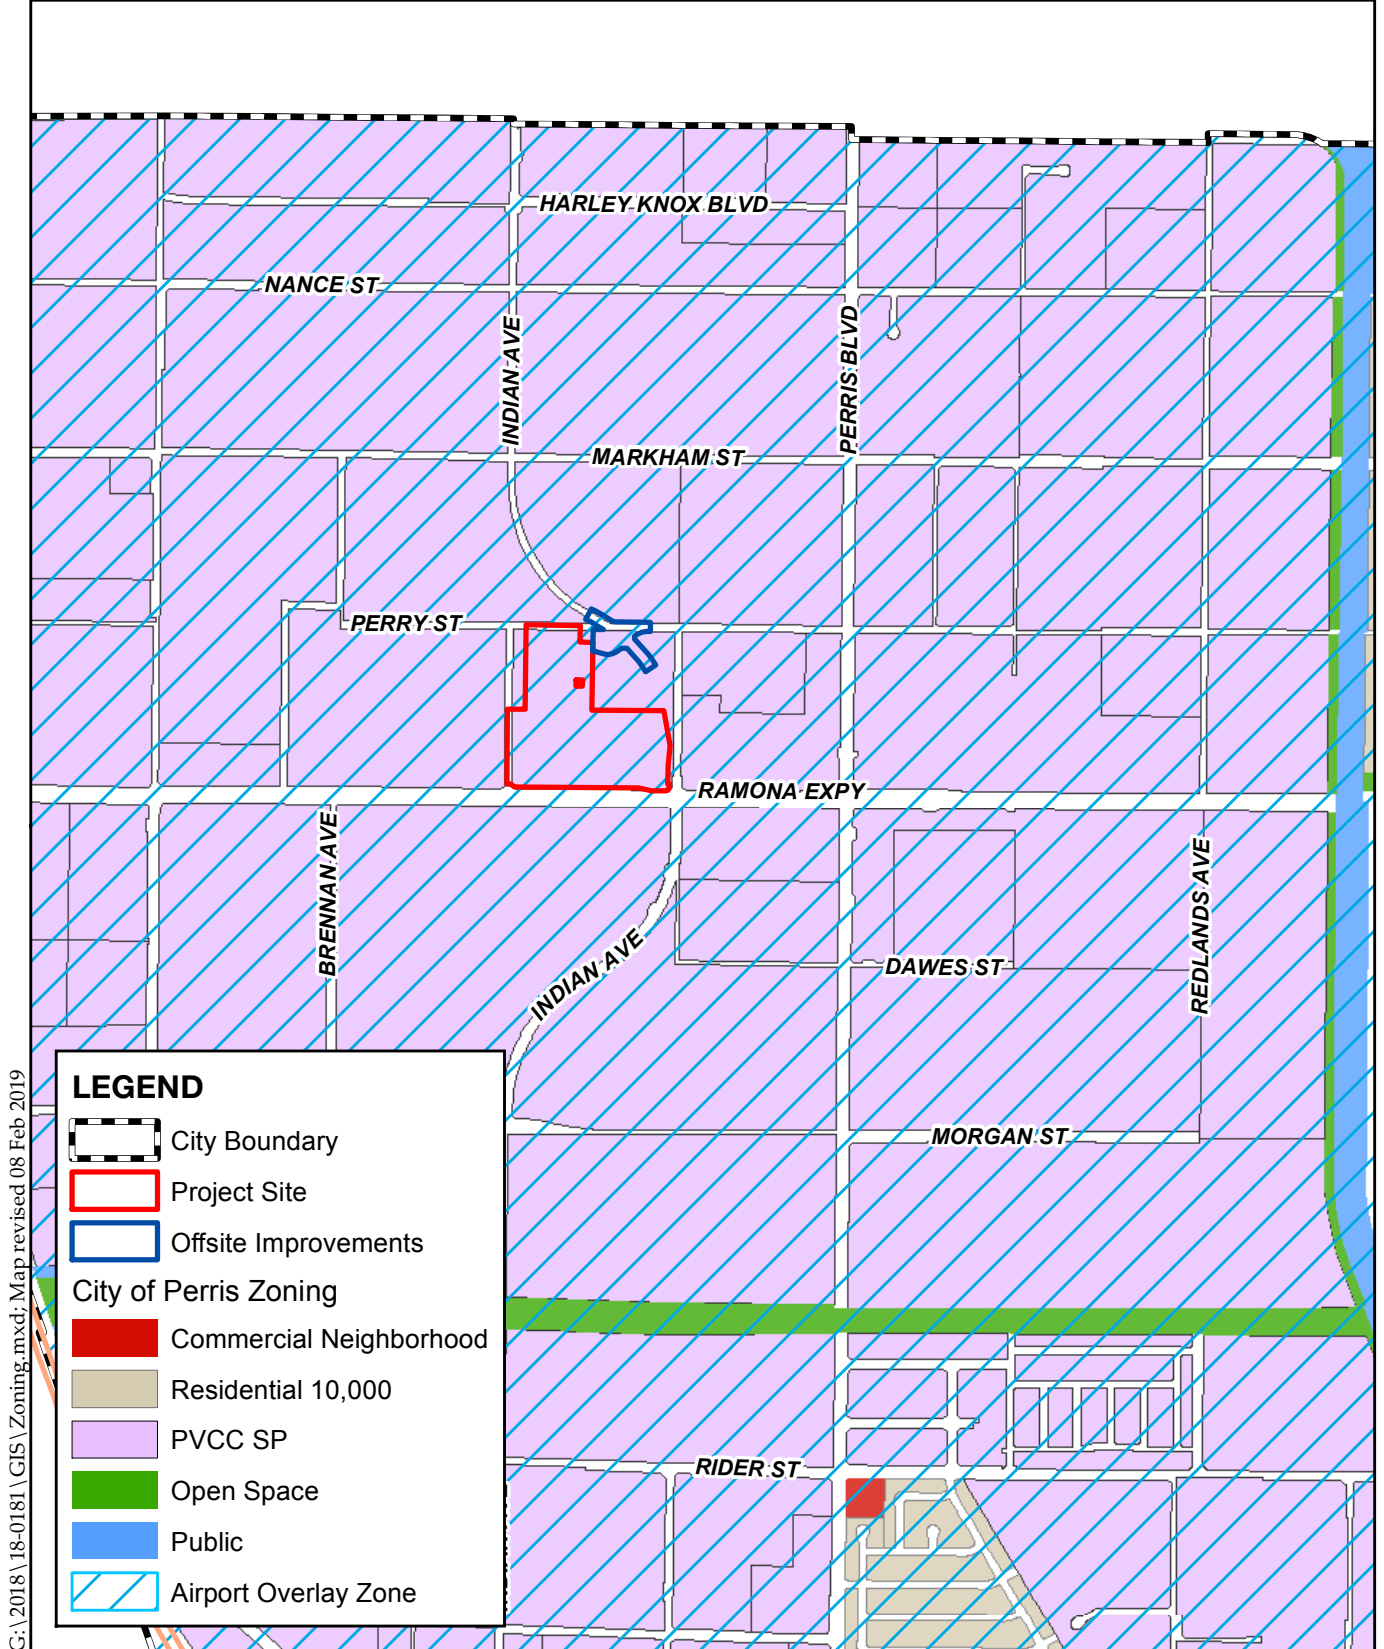 HARLEY KNOX BLVD
NANCE ST
INDIAN AVE
PERRIS BLVD
MARKHAM ST
PERRY ST
RAMONA EXPY
BRENNAN AVE
REDLANDS AVE
INDIAN AVE
DAWES ST
MORGAN ST
RIDER ST
LEGEND
City Boundary
Project Site
Offsite Improvements
City of Perris Zoning
Commercial Neighborhood
Residential 10,000
PVCC SP
Open Space
Public
Airport Overlay Zone
G:\2018\18-0181\GIS\Zoning.mxd; Map revised 08 Feb 2019